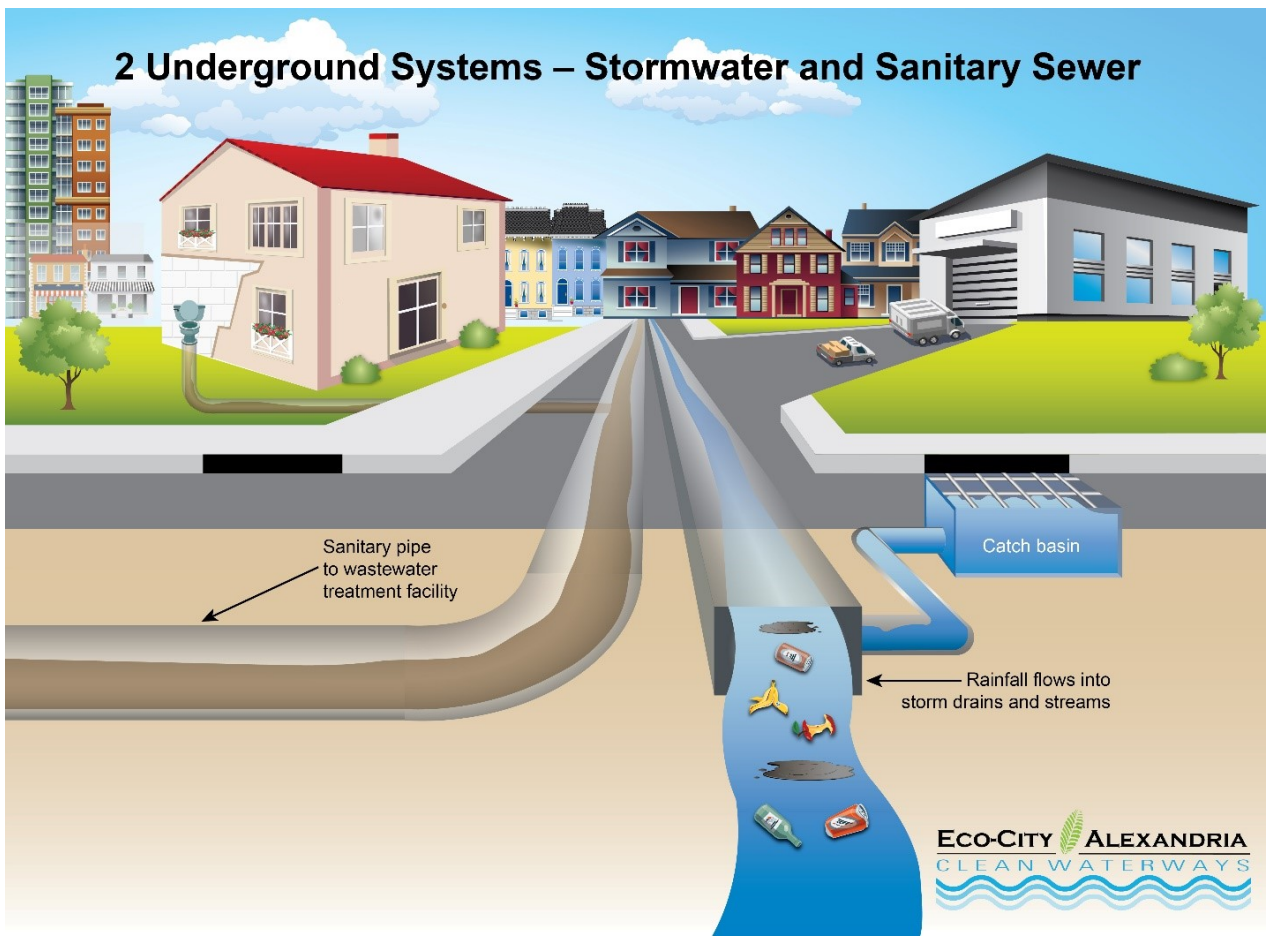 2 Underground Systems – Stormwater and Sanitary Sewer
Sanitary pipe
to wastewater
treatment facility
Catch basin
Rainfall flows into
storm drains and streams
ECO-CITY ALEXANDRIA
CLEAN WATERWAYS